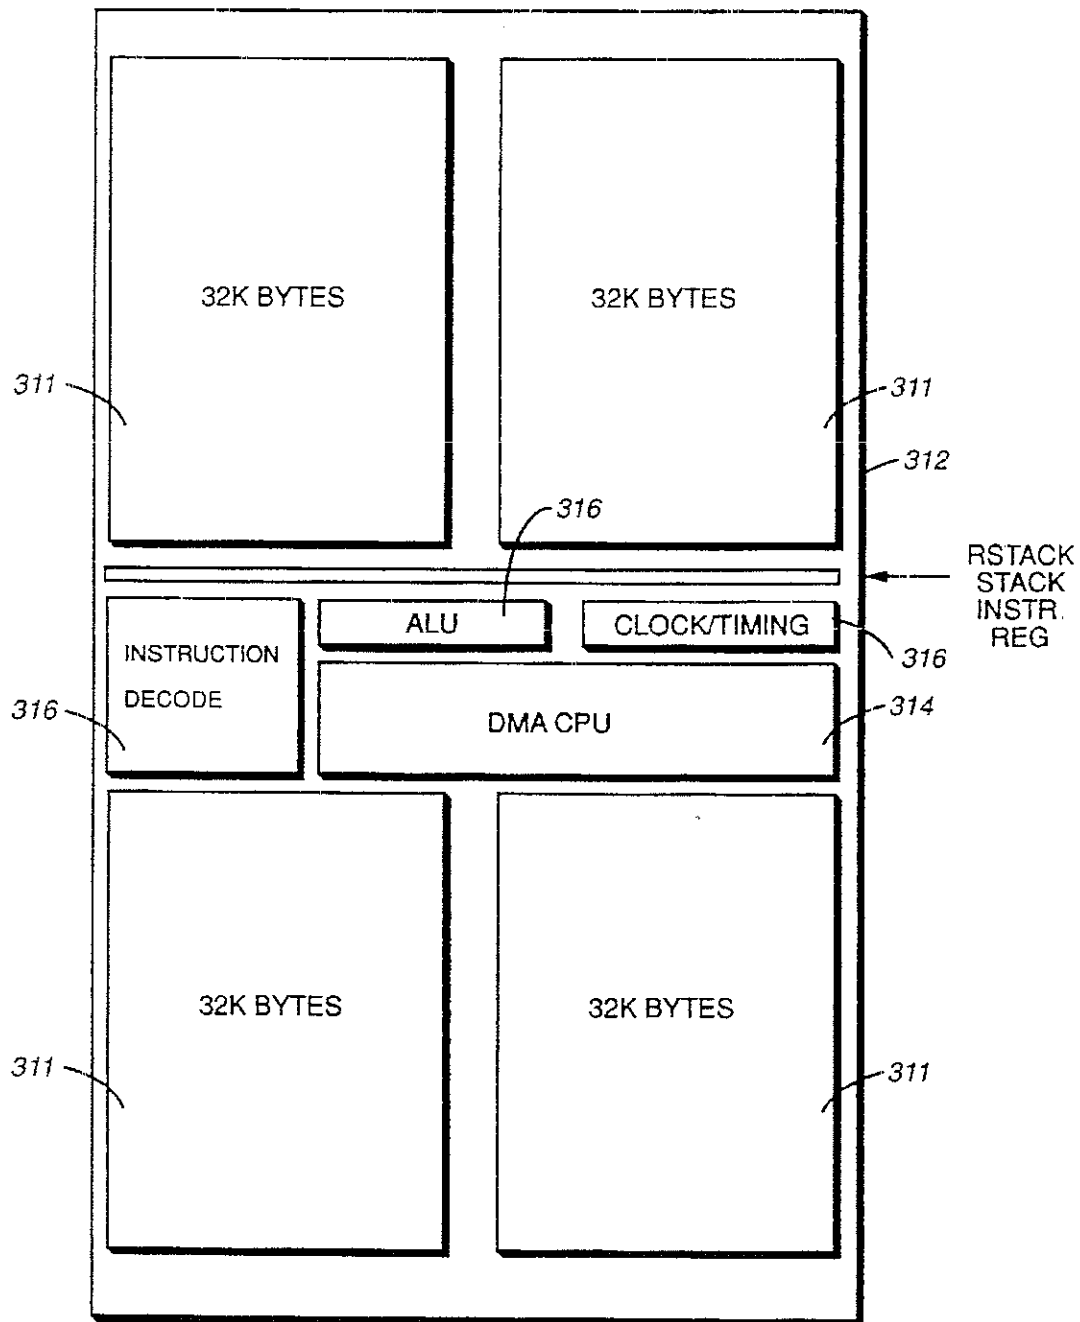 32K BYTES
32K BYTES
311
311
312
316
RSTACK
STACK
INSTR.
REG
ALU
CLOCK/TIMING
316
INSTRUCTION
DECODE
316
DMA CPU
314
32K BYTES
32K BYTES
311
311